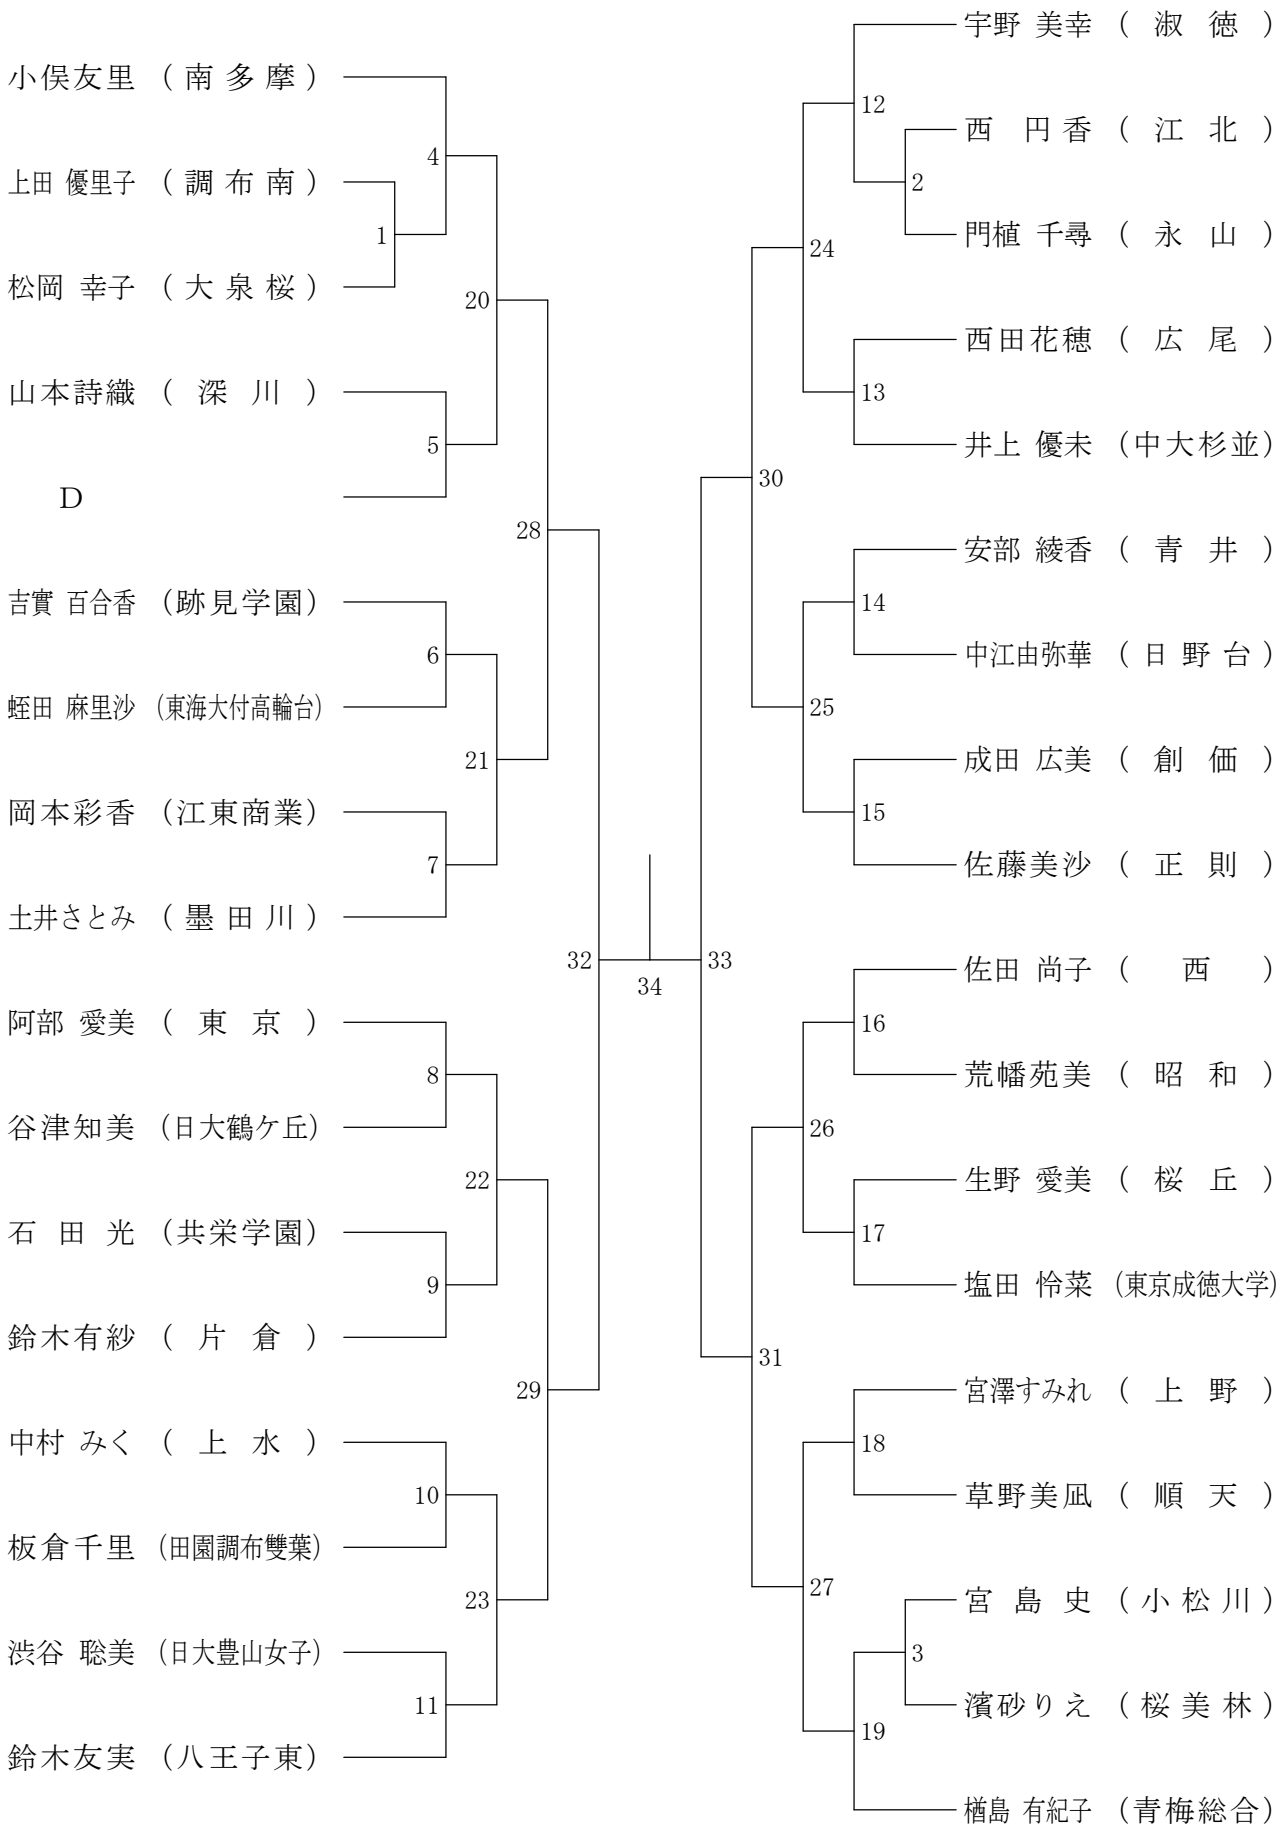 小俣友里 （南多摩）
4
上田 優里子 （調布南）
1
松岡 幸子 （大泉桜）
20
山本詩織 （深川）
5
D
28
吉實 百合香 （跡見学園）
6
蛭田 麻里沙 （東海大付高輪台）
21
岡本彩香 （江東商業）
7
土井さとみ （墨田川）
32
34
阿部 愛美 （東京）
8
谷津知美 （日大鶴ケ丘）
22
石田光 （共栄学園）
9
鈴木有紗 （片倉）
29
中村 みく （上水）
10
板倉千里 （田園調布雙葉）
23
渋谷 聡美 （日大豊山女子）
11
鈴木友実 （八王子東）
宇野 美幸 （淑徳）
12
西 円香 （江北）
2
門植 千尋 （永山）
24
西田花穂 （広尾）
13
井上 優未 （中大杉並）
30
安部 綾香 （青井）
14
中江由弥華 （日野台）
25
成田 広美 （創価）
15
佐藤美沙 （正則）
33
佐田 尚子 （西）
16
荒幡苑美 （昭和）
26
生野 愛美 （桜丘）
17
塩田 怜菜 （東京成徳大学）
31
宮澤すみれ （上野）
18
草野美凪 （順天）
27
宮島史 （小松川）
3
濱砂りえ （桜美林）
19
楢島 有紀子 （青梅総合）